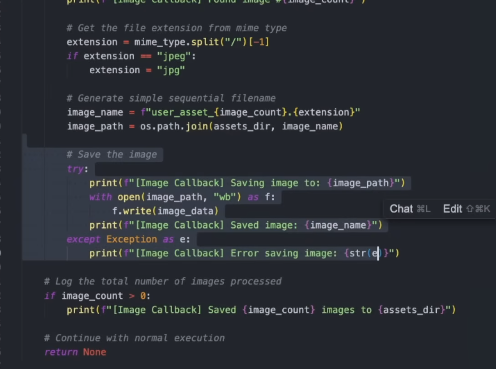 print(f"[Image Callback] Found image #{image_count}")
# Get the file extension from mime type
extension = mime_type.split("/")[-1]
if extension == "jpeg":
extension = "jpg"
# Generate simple sequential filename
image_name = f"user_asset_{image_count}.{extension}"
image_path = os.path.join(assets_dir, image_name)
# Save the image
try:
print(f"[Image Callback] Saving image to: {image_path}")
with open(image_path, "wb") as f:
f.write(image_data)
Chat ⌘L Edit ⇧⌘K
print(f"[Image Callback] Saved image: {image_name}")
except Exception as e:
print(f"[Image Callback] Error saving image: {str(e)}")
# Log the total number of images processed
if image_count > 0:
print(f"[Image Callback] Saved {image_count} images to {assets_dir}")
# Continue with normal execution
return None